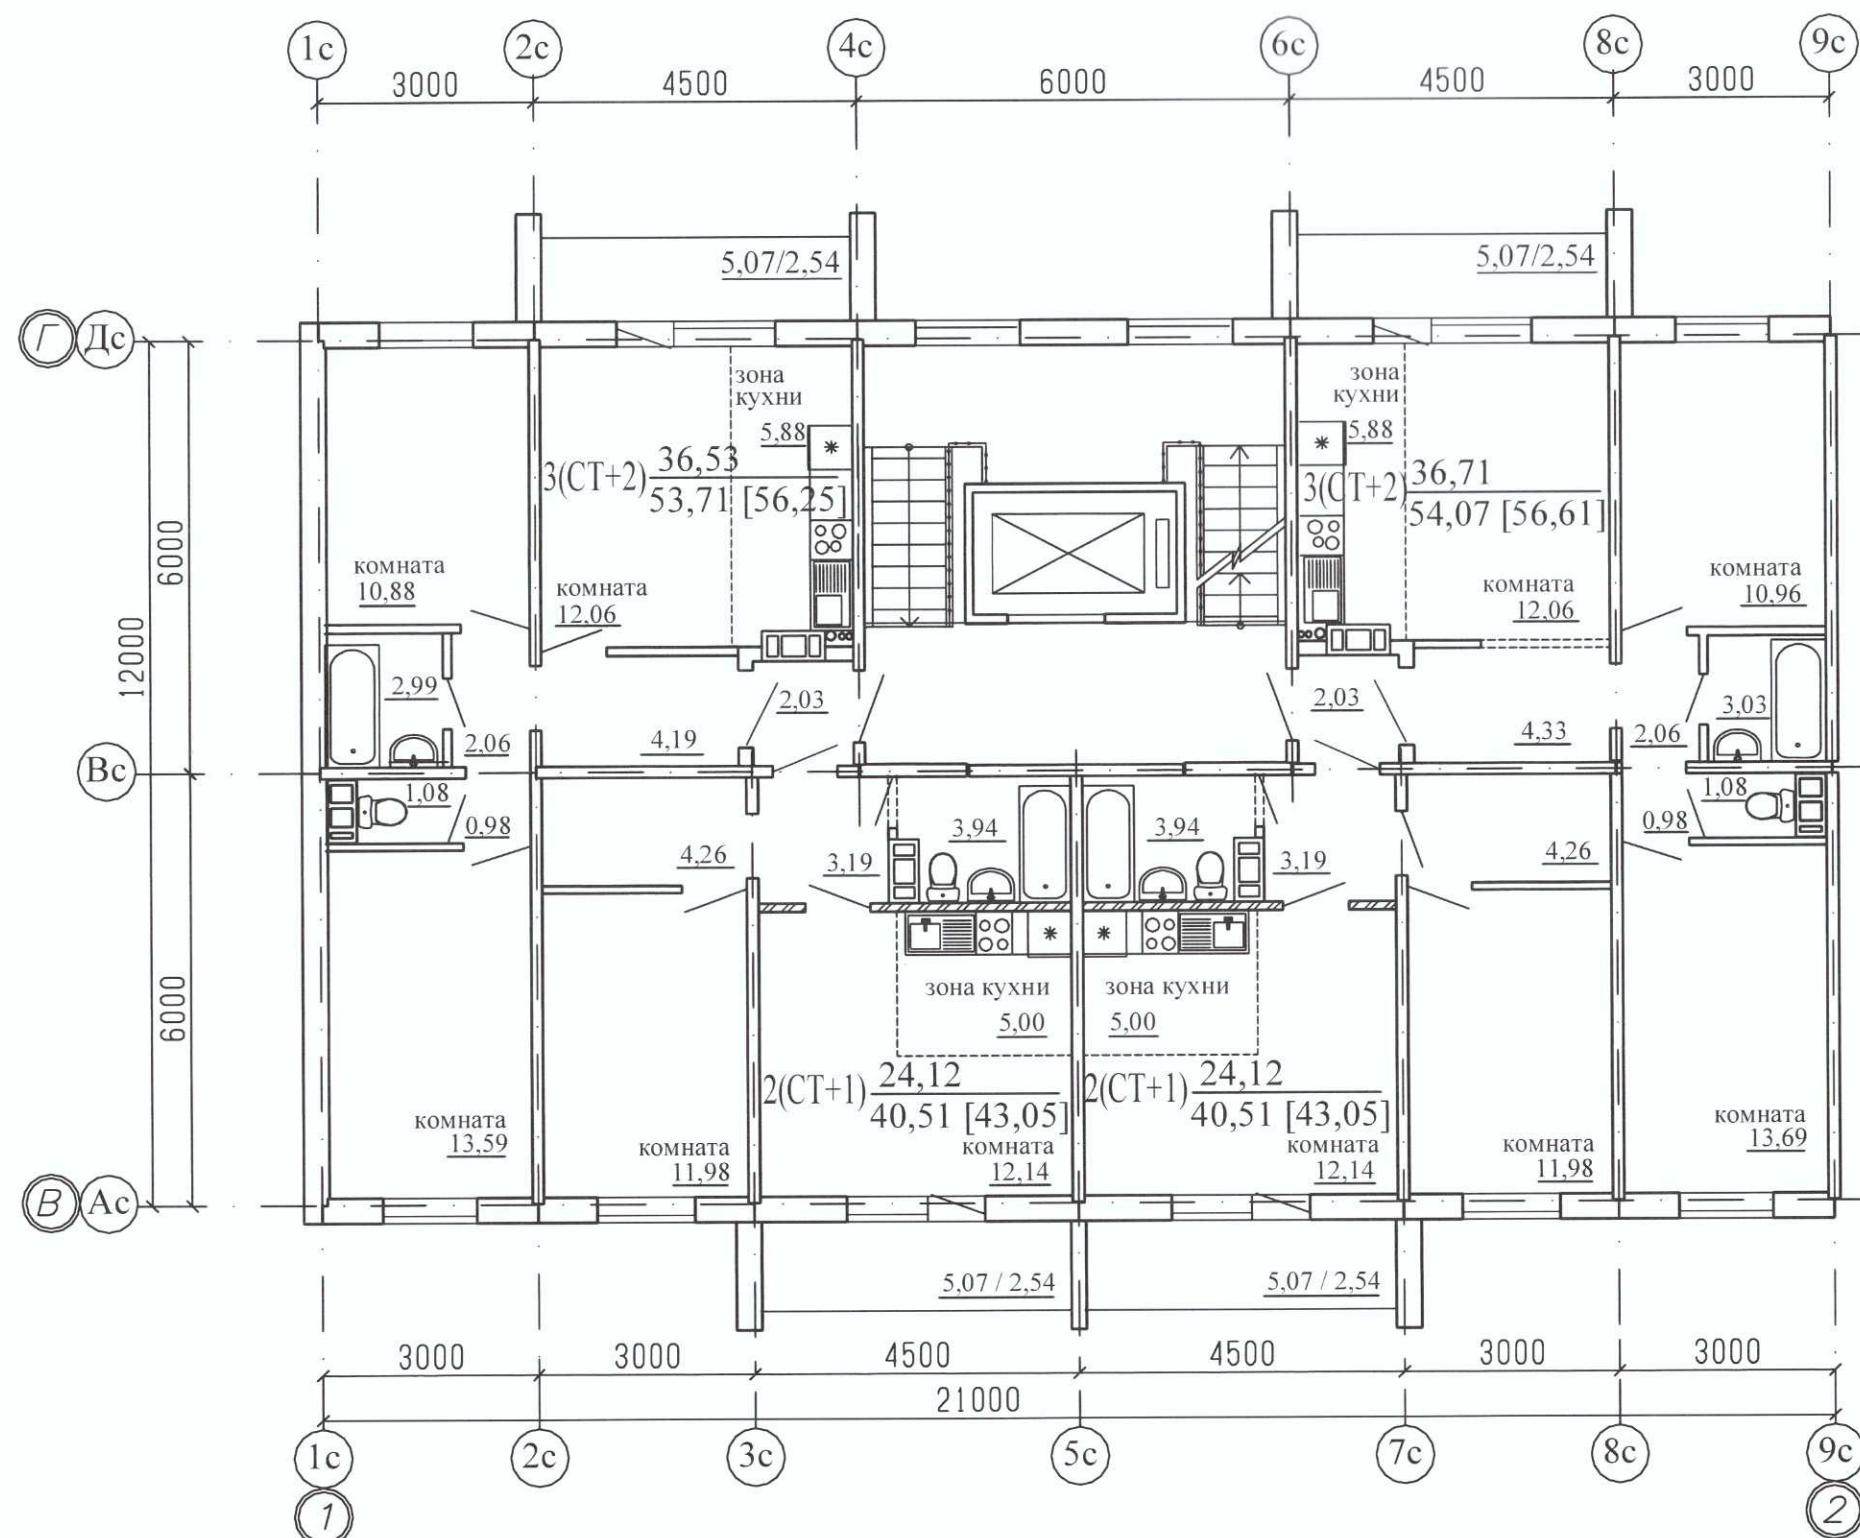 1с 2с 4с 6с 8с 9с
3000 4500 6000 4500 3000
5,07/2,54 5,07/2,54
Г Дс
зона
кухни
5,88
3(СТ+2) 36,53
53,71 [56,25]
зона
кухни
5,88
3(СТ+2) 36,71
54,07 [56,61]
6000
12000
комната
10,88
комната
12,06
комната
12,06
комната
10,96
2,99
2,06
4,19
2,03
2,03
4,33
2,06
3,03
Вс
1,08
0,98
4,26
3,19
3,94
3,94
3,19
4,26
0,98
1,08
6000
зона кухни
5,00
зона кухни
5,00
2(СТ+1) 24,12
40,51 [43,05]
2(СТ+1) 24,12
40,51 [43,05]
комната
13,59
комната
11,98
комната
12,14
комната
12,14
комната
11,98
комната
13,69
В Ас
5,07 / 2,54 5,07 / 2,54
3000 3000 4500 4500 3000 3000
21000
1с 2с 3с 5с 7с 8с 9с
1 2